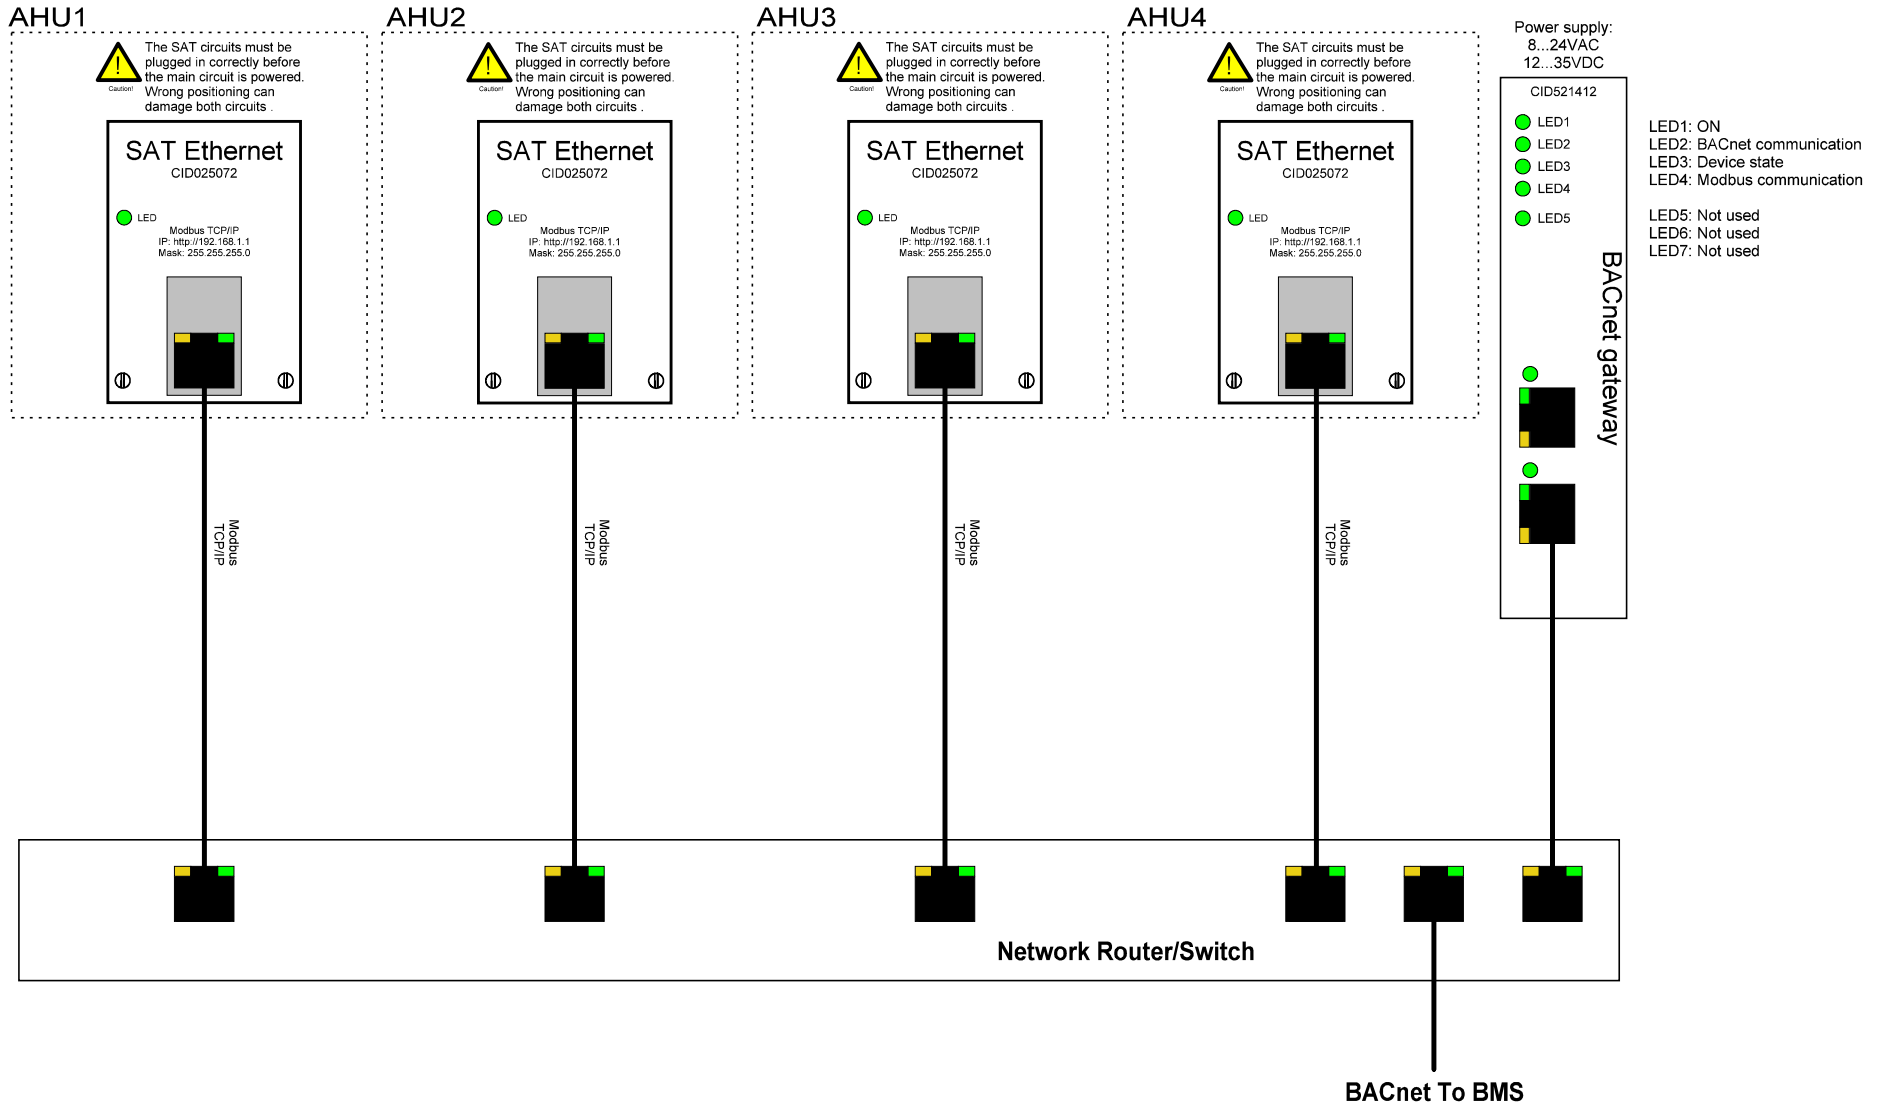 AHU1
The SAT circuits must be
plugged in correctly before
the main circuit is powered.
Wrong positioning can
damage both circuits .
Caution!
SAT Ethernet
CID025072
LED
Modbus TCP/IP
IP: http://192.168.1.1
Mask: 255.255.255.0
Modbus
TCP/IP
AHU2
The SAT circuits must be
plugged in correctly before
the main circuit is powered.
Wrong positioning can
damage both circuits .
Caution!
SAT Ethernet
CID025072
LED
Modbus TCP/IP
IP: http://192.168.1.1
Mask: 255.255.255.0
Modbus
TCP/IP
AHU3
The SAT circuits must be
plugged in correctly before
the main circuit is powered.
Wrong positioning can
damage both circuits .
Caution!
SAT Ethernet
CID025072
LED
Modbus TCP/IP
IP: http://192.168.1.1
Mask: 255.255.255.0
Modbus
TCP/IP
AHU4
The SAT circuits must be
plugged in correctly before
the main circuit is powered.
Wrong positioning can
damage both circuits .
Caution!
SAT Ethernet
CID025072
LED
Modbus TCP/IP
IP: http://192.168.1.1
Mask: 255.255.255.0
Modbus
TCP/IP
Power supply:
8...24VAC
12...35VDC
CID521412
LED1
LED2
LED3
LED4
LED5
BACnet gateway
LED1: ON
LED2: BACnet communication
LED3: Device state
LED4: Modbus communication
LED5: Not used
LED6: Not used
LED7: Not used
Network Router/Switch
BACnet To BMS